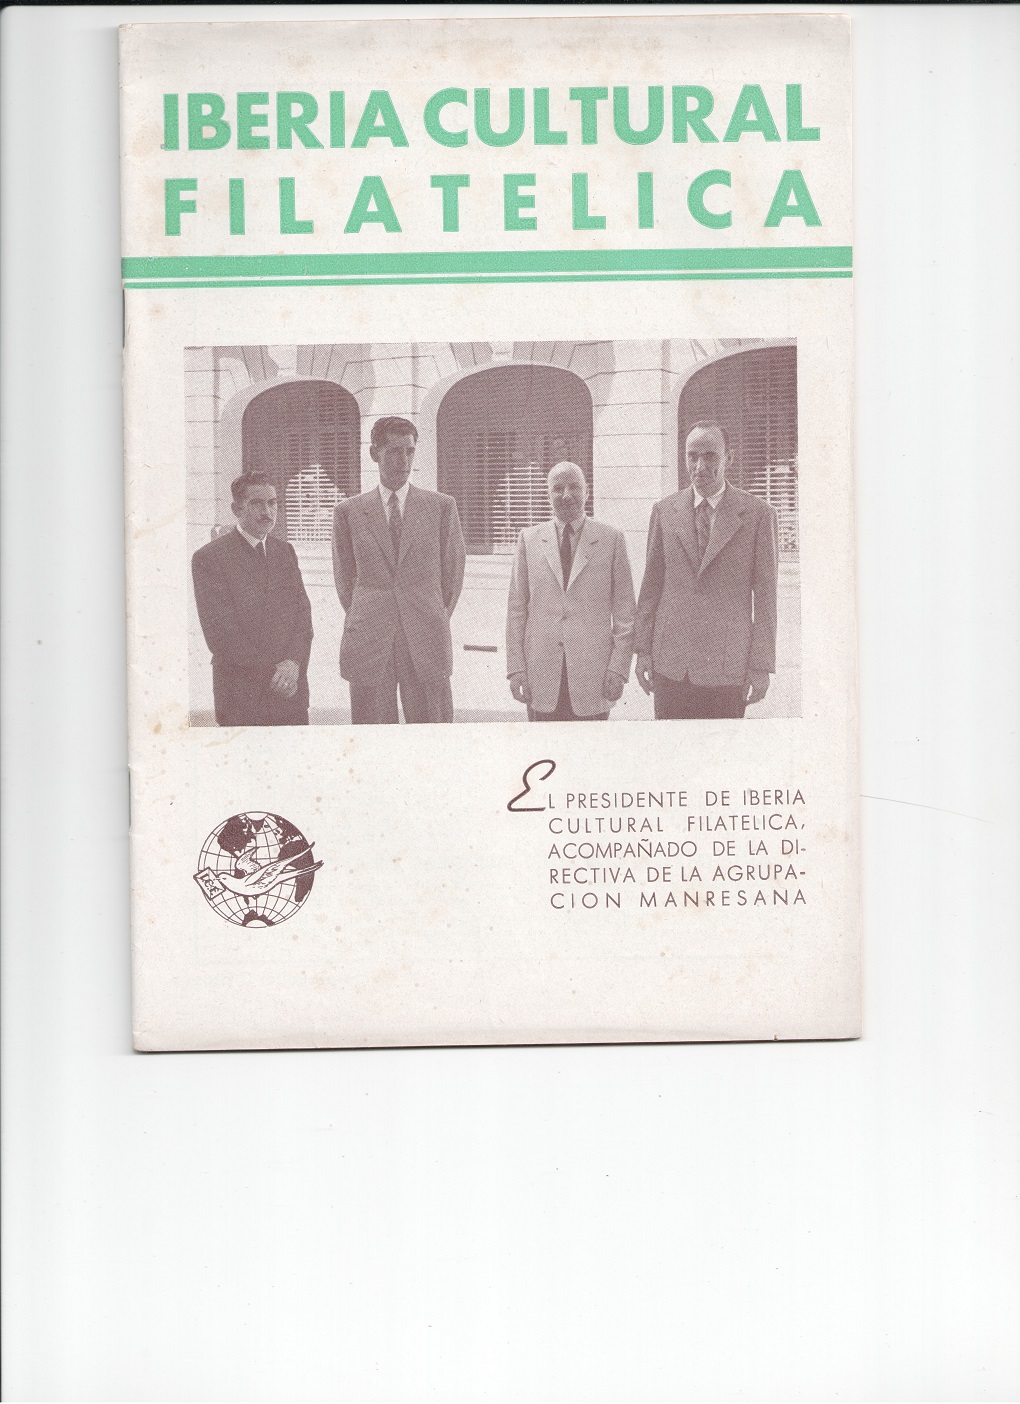 IBERIA CULTURAL
FILATELICA
EL PRESIDENTE DE IBERIA
CULTURAL FILATELICA,
ACOMPAÑADO DE LA DI-
RECTIVA DE LA AGRUPA-
CION MANRESANA
I.C.F.